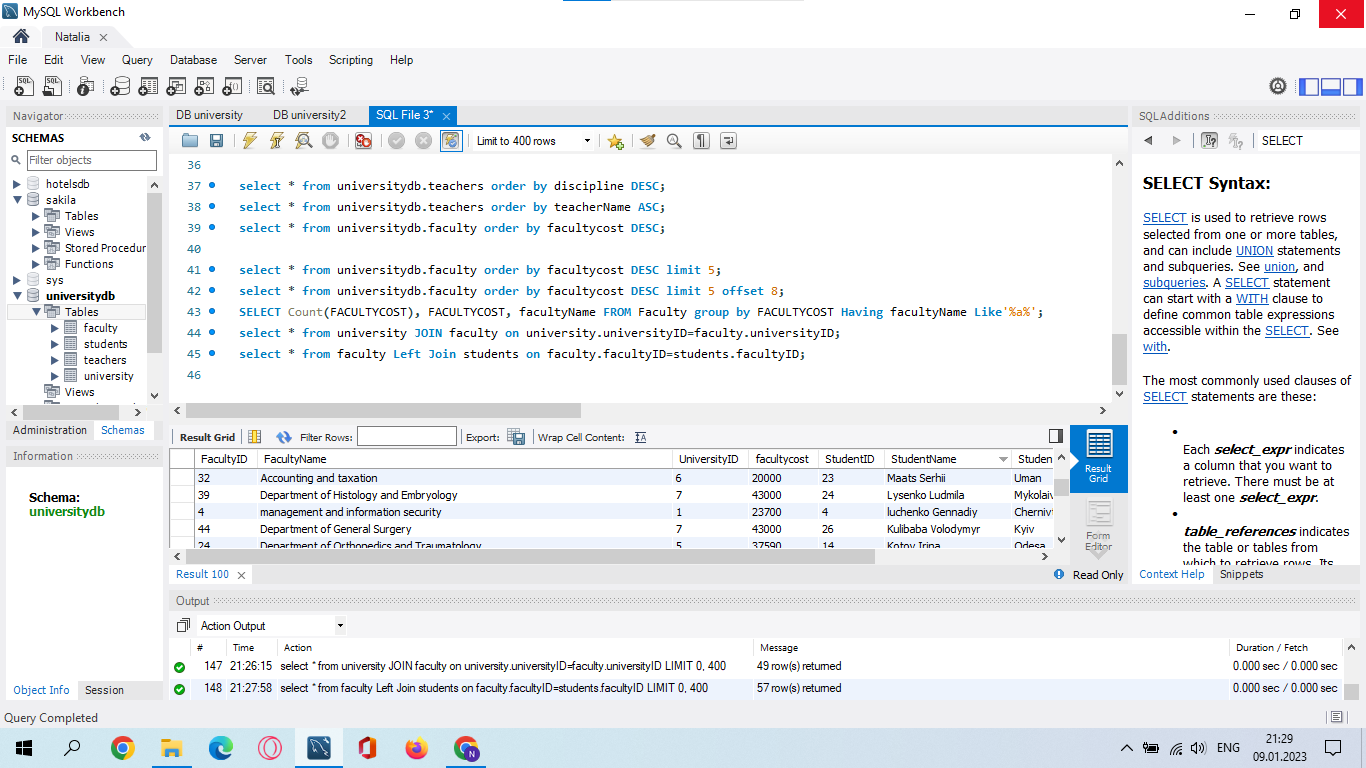 MySQL Workbench
Natalia
File Edit View Query Database Server Tools Scripting Help
Navigator
SCHEMAS
Filter objects
hotelsdb
sakila
Tables
Views
Stored Procedur
Functions
sys
universitydb
Tables
faculty
students
teachers
university
Views
Administration Schemas
Information
Schema:
universitydb
Object Info Session
DB university DB university2 SQL File 3*
Limit to 400 rows
36
37 select * from universitydb.teachers order by discipline DESC;
38 select * from universitydb.teachers order by teacherName ASC;
39 select * from universitydb.faculty order by facultycost DESC;
40
41 select * from universitydb.faculty order by facultycost DESC limit 5;
42 select * from universitydb.faculty order by facultycost DESC limit 5 offset 8;
43 SELECT Count(FACULTYCOST), FACULTYCOST, facultyName FROM Faculty group by FACULTYCOST Having facultyName Like'%a%';
44 select * from university JOIN faculty on university.universityID=faculty.universityID;
45 select * from faculty Left Join students on faculty.facultyID=students.facultyID;
46
Result Grid Filter Rows: Export: Wrap Cell Content:
FacultyID FacultyName UniversityID facultycost StudentID StudentName Studen
32 Accounting and taxation 6 20000 23 Maats Serhii Uman
39 Department of Histology and Embryology 7 43000 24 Lysenko Ludmila Mykolaiv
4 management and information security 1 23700 4 luchenko Gennadiy Chernivt
44 Department of General Surgery 7 43000 26 Kulibaba Volodymyr Kyiv
24 Department of Orthopedics and Traumatology 5 37590 14 Kotov Irina Odesa
Result Grid
Form Editor
Result 100
Read Only
SQLAdditions
SELECT
SELECT Syntax:
SELECT is used to retrieve rows
selected from one or more tables,
and can include UNION statements
and subqueries. See union, and
subqueries. A SELECT statement
can start with a WITH clause to
define common table expressions
accessible within the SELECT. See
with.
The most commonly used clauses of
SELECT statements are these:
•
Each select_expr indicates
a column that you want to
retrieve. There must be at
least one select_expr.
•
table_references indicates
the table or tables from
which to retrieve rows. Its
Context Help Snippets
Output
Action Output
# Time Action Message Duration / Fetch
147 21:26:15 select * from university JOIN faculty on university.universityID=faculty.universityID LIMIT 0, 400 49 row(s) returned 0.000 sec / 0.000 sec
148 21:27:58 select * from faculty Left Join students on faculty.facultyID=students.facultyID LIMIT 0, 400 57 row(s) returned 0.000 sec / 0.000 sec
Query Completed
ENG
21:29
09.01.2023